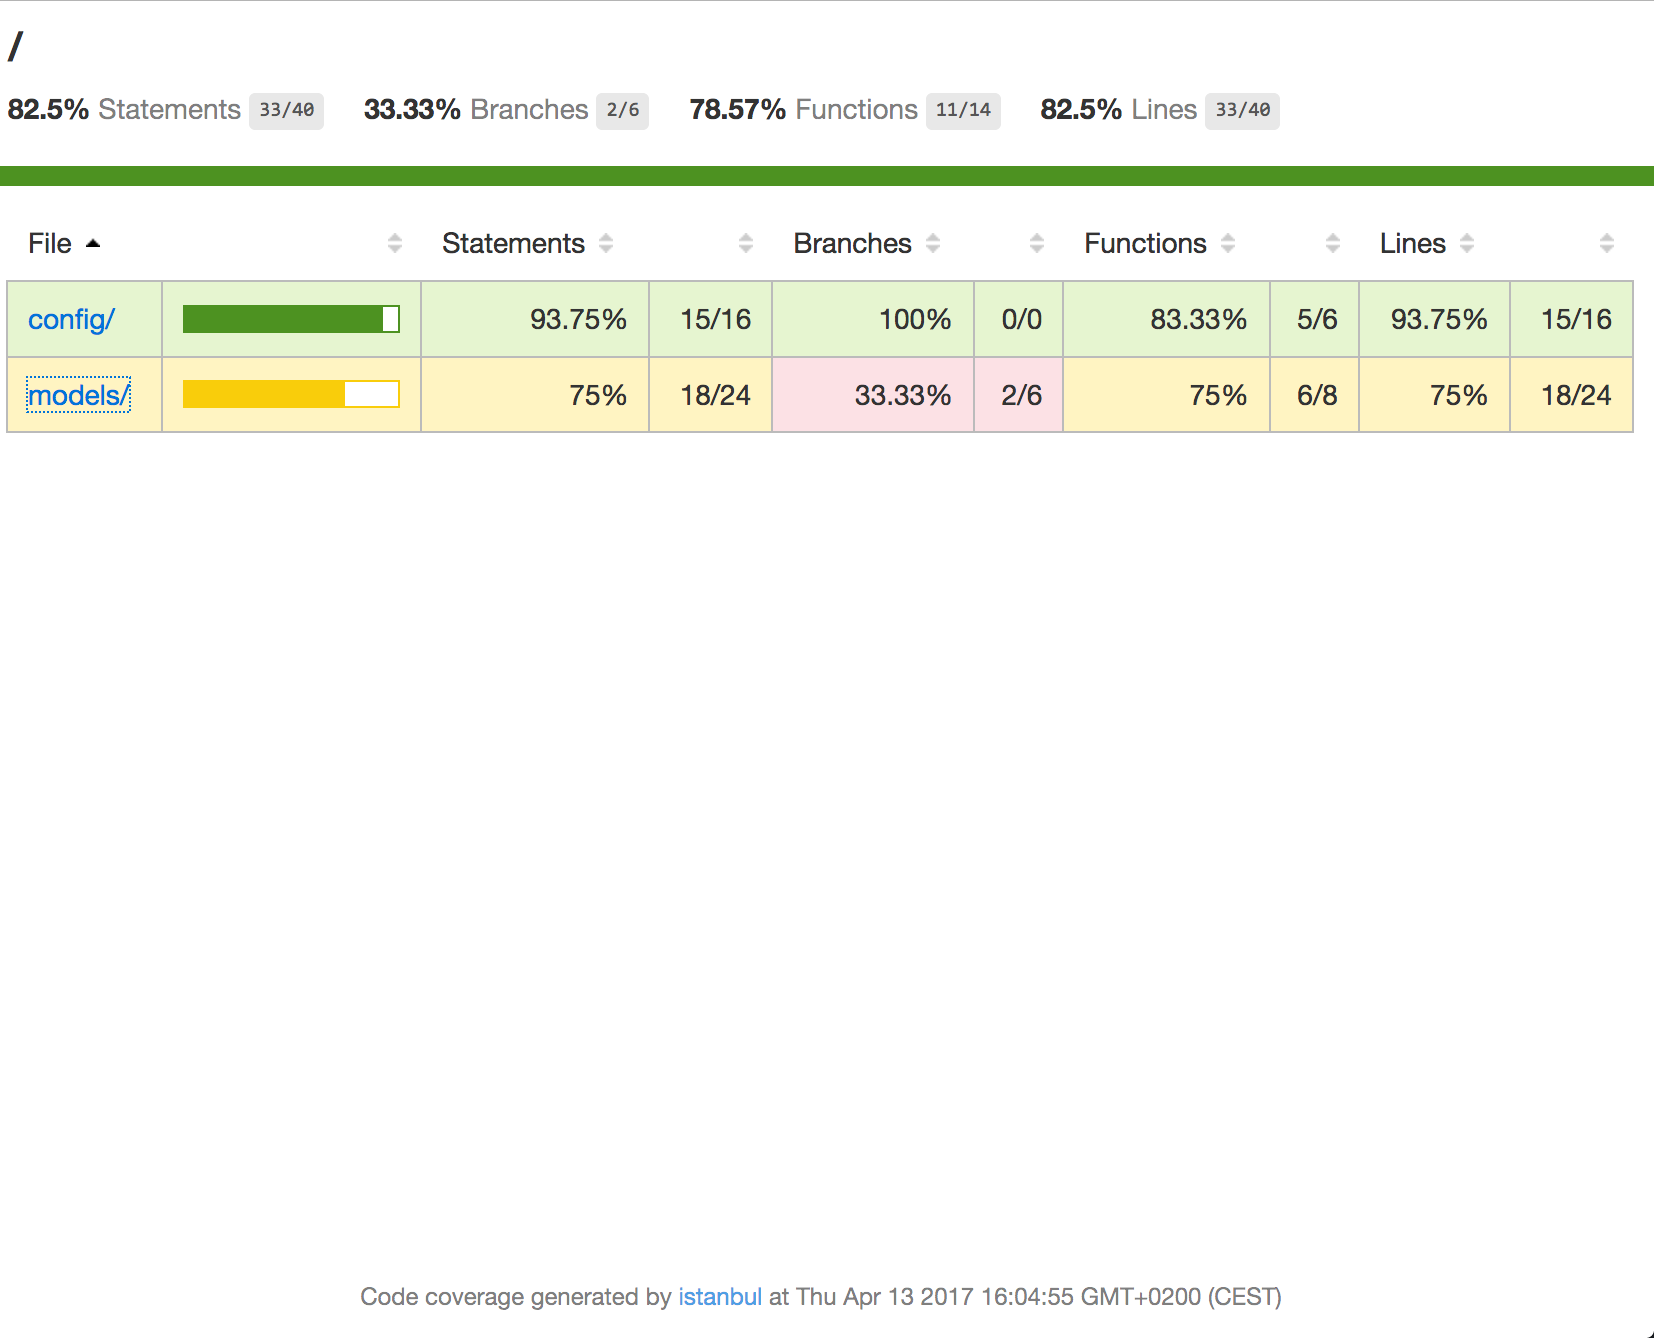 /
82.5% Statements 33/40 33.33% Branches 2/6 78.57% Functions 11/14 82.5% Lines 33/40
File Statements Branches Functions Lines
config/ 93.75% 15/16 100% 0/0 83.33% 5/6 93.75% 15/16
models/ 75% 18/24 33.33% 2/6 75% 6/8 75% 18/24
Code coverage generated by istanbul at Thu Apr 13 2017 16:04:55 GMT+0200 (CEST)